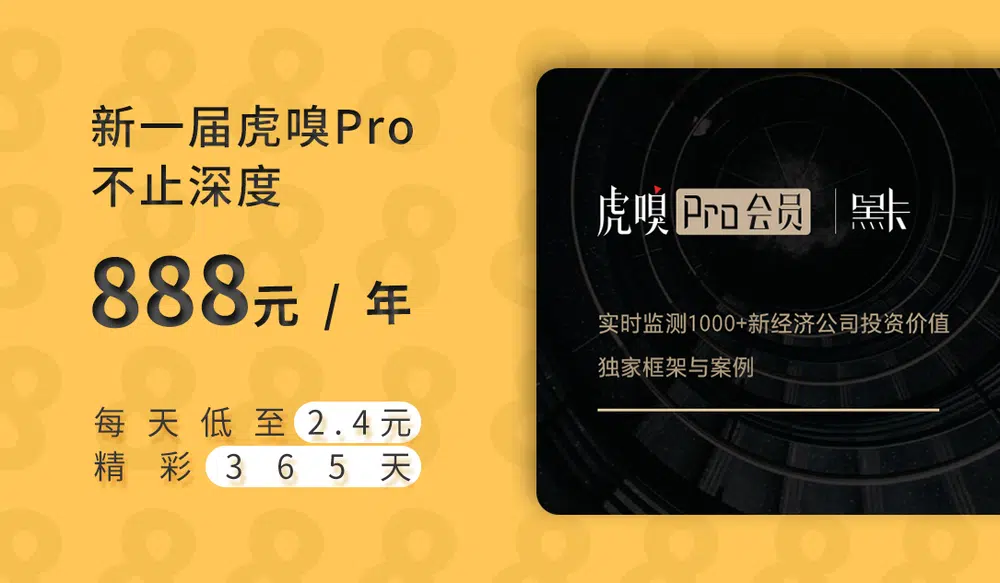 新一届虎嗅Pro
不止深度
888元 / 年
每天低至2.4元
精彩365天
虎嗅Pro会员 | 黑卡
实时监测1000+新经济公司投资价值
独家框架与案例